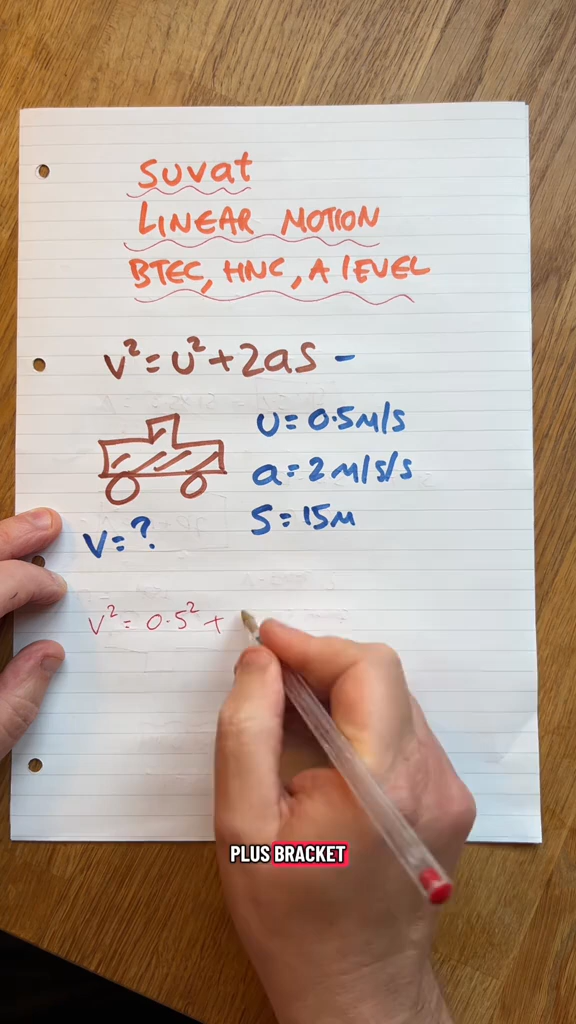 Suvat
LINEAR MOTION
BTEC, HNC, A LEVEL
V² = U² + 2aS -
U = 0.5m/s
a = 2m/s/s
S = 15m
V = ?
V² = 0.5² +
PLUS BRACKET